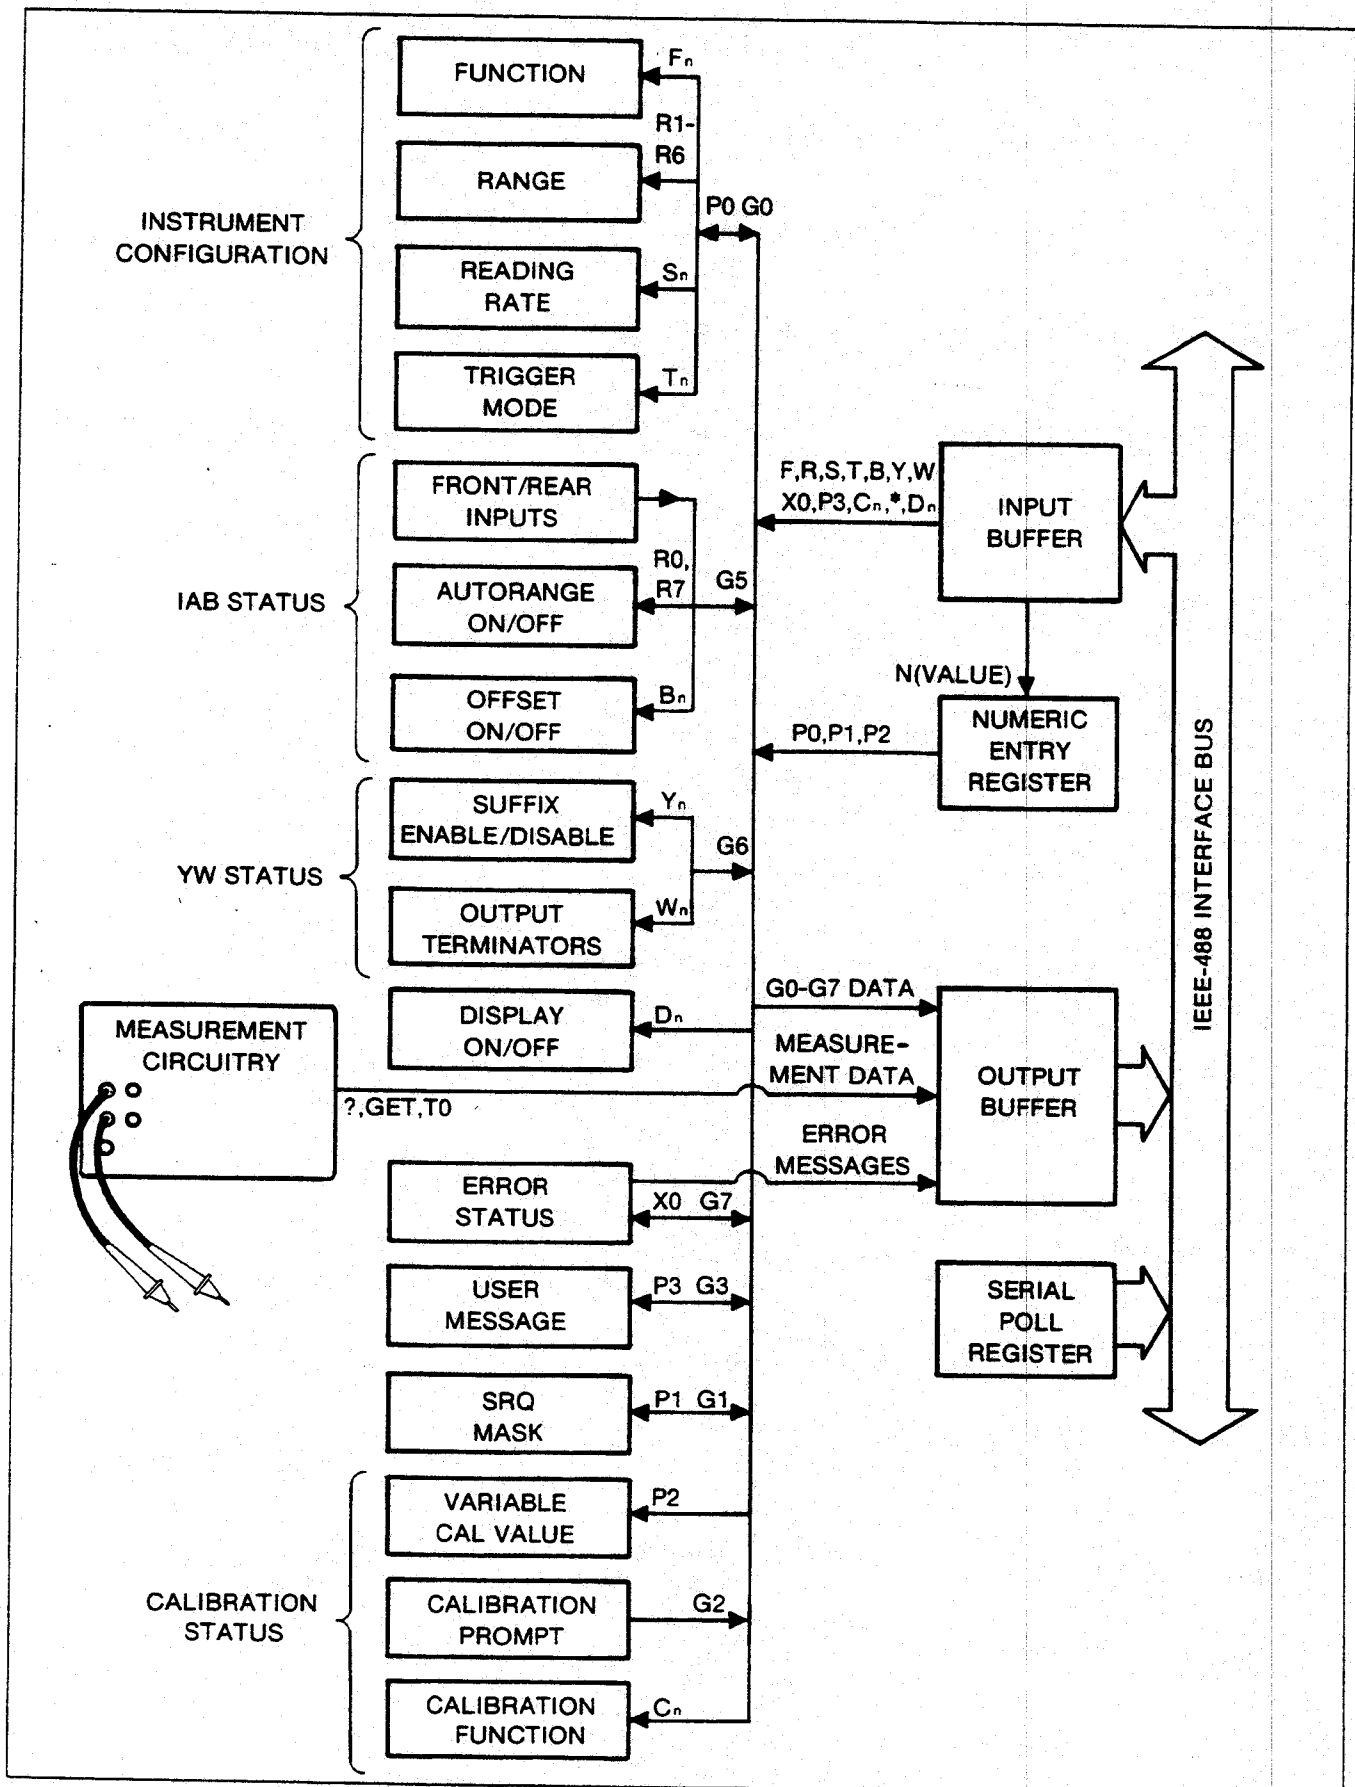 INSTRUMENT
CONFIGURATION
FUNCTION
Fn
R1-
R6
RANGE
P0 G0
READING
RATE
Sn
TRIGGER
MODE
Tn
IAB STATUS
FRONT/REAR
INPUTS
R0,
R7
G5
AUTORANGE
ON/OFF
OFFSET
ON/OFF
Bn
YW STATUS
SUFFIX
ENABLE/DISABLE
Yn
G6
OUTPUT
TERMINATORS
Wn
DISPLAY
ON/OFF
Dn
MEASUREMENT
CIRCUITRY
?,GET,T0
F,R,S,T,B,Y,W
X0,P3,Cn,*,Dn
INPUT
BUFFER
N(VALUE)
NUMERIC
ENTRY
REGISTER
P0,P1,P2
IEEE-488 INTERFACE BUS
G0-G7 DATA
MEASURE-
MENT DATA
ERROR
MESSAGES
OUTPUT
BUFFER
ERROR
STATUS
X0 G7
USER
MESSAGE
P3 G3
SERIAL
POLL
REGISTER
SRQ
MASK
P1 G1
CALIBRATION
STATUS
VARIABLE
CAL VALUE
P2
CALIBRATION
PROMPT
G2
CALIBRATION
FUNCTION
Cn